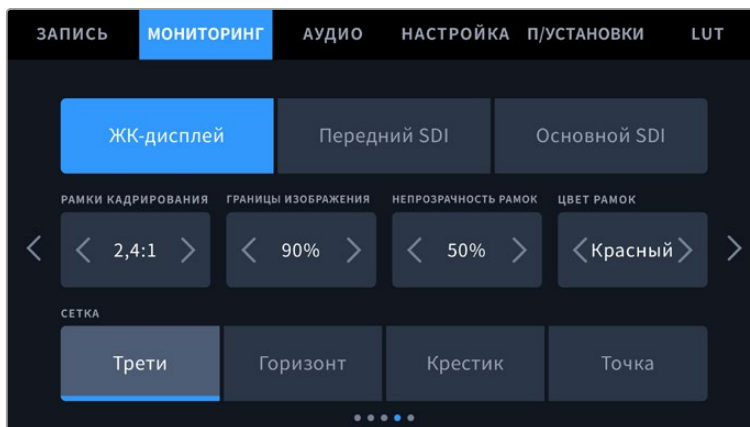 ЗАПИСЬ МОНИТОРИНГ АУДИО НАСТРОЙКА П/УСТАНОВКИ LUT
ЖК-дисплей Передний SDI Основной SDI
РАМКИ КАДРИРОВАНИЯ ГРАНИЦЫ ИЗОБРАЖЕНИЯ НЕПРОЗРАЧНОСТЬ РАМОК ЦВЕТ РАМОК
2,4:1 90% 50% Красный
СЕТКА
Трети Горизонт Крестик Точка